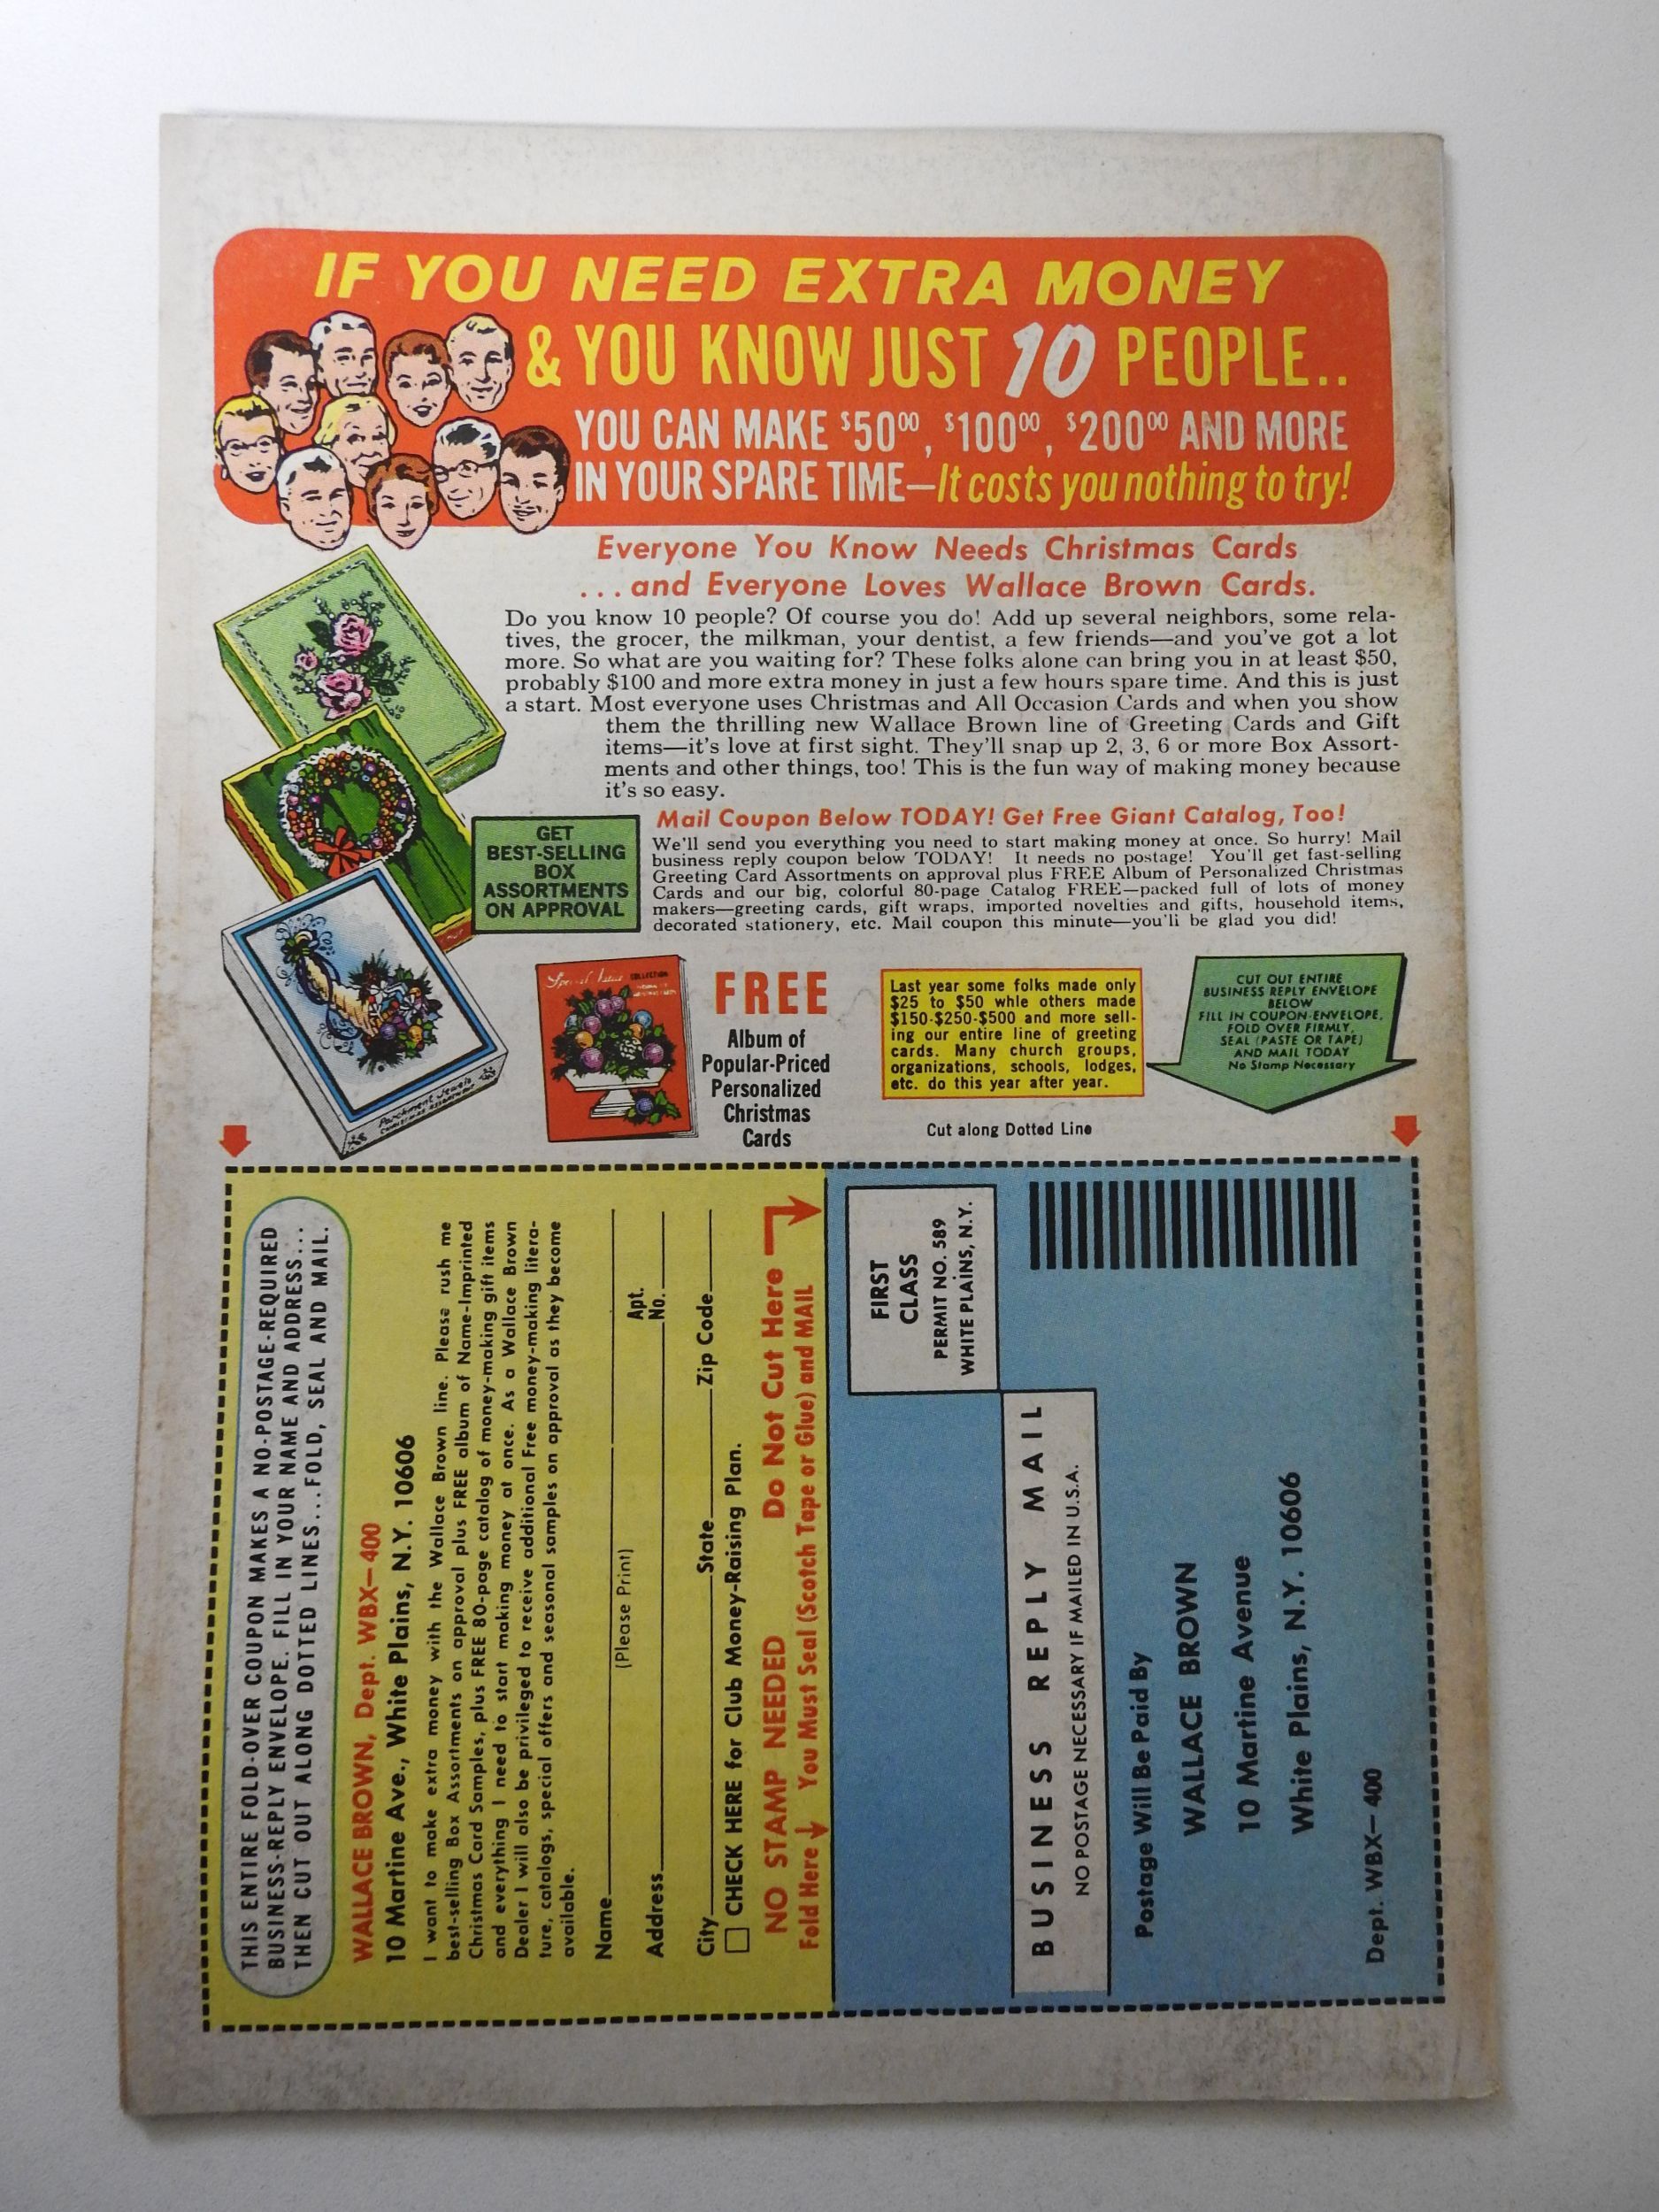 IF YOU NEED EXTRA MONEY
& YOU KNOW JUST 10 PEOPLE..
YOU CAN MAKE $50⁰⁰, $100⁰⁰, $200⁰⁰ AND MORE
IN YOUR SPARE TIME—It costs you nothing to try!
Everyone You Know Needs Christmas Cards
...and Everyone Loves Wallace Brown Cards.
Do you know 10 people? Of course you do! Add up several neighbors, some rela-
tives, the grocer, the milkman, your dentist, a few friends—and you've got a lot
more. So what are you waiting for? These folks alone can bring you in at least $50,
probably $100 and more extra money in just a few hours spare time. And this is just
a start. Most everyone uses Christmas and All Occasion Cards and when you show
them the thrilling new Wallace Brown line of Greeting Cards and Gift
items—it's love at first sight. They'll snap up 2, 3, 6 or more Box Assort-
ments and other things, too! This is the fun way of making money because
it's so easy.
GET
BEST-SELLING
BOX
ASSORTMENTS
ON APPROVAL
Mail Coupon Below TODAY! Get Free Giant Catalog, Too!
We'll send you everything you need to start making money at once. So hurry! Mail
business reply coupon below TODAY! It needs no postage! You'll get fast-selling
Greeting Card Assortments on approval plus FREE Album of Personalized Christmas
Cards and our big, colorful 80-page Catalog FREE—packed full of lots of money
makers—greeting cards, gift wraps, imported novelties and gifts, household items,
decorated stationery, etc. Mail coupon this minute—you'll be glad you did!
Parchment Jewels
CHRISTMAS ASSORTMENT
COLLECTION
FREE
Album of
Popular-Priced
Personalized
Christmas
Cards
Last year some folks made only
$25 to $50 whle others made
$150-$250-$500 and more sell-
ing our entire line of greeting
cards. Many church groups,
organizations, schools, lodges,
etc. do this year after year.
CUT OUT ENTIRE
BUSINESS REPLY ENVELOPE
BELOW
FILL IN COUPON-ENVELOPE,
FOLD OVER FIRMLY,
SEAL (PASTE OR TAPE)
AND MAIL TODAY
No Stamp Necessary
Cut along Dotted Line
THIS ENTIRE FOLD-OVER COUPON MAKES A NO-POSTAGE-REQUIRED
BUSINESS-REPLY ENVELOPE. FILL IN YOUR NAME AND ADDRESS...
THEN CUT OUT ALONG DOTTED LINES...FOLD, SEAL AND MAIL.
WALLACE BROWN, Dept. WBX—400
10 Martine Ave., White Plains, N.Y. 10606
I want to make extra money with the Wallace Brown line. Please rush me
best-selling Box Assortments on approval plus FREE album of Name-Imprinted
Christmas Card Samples, plus FREE 80-page catalog of money-making gift items
and everything I need to start making money at once. As a Wallace Brown
Dealer I will also be privileged to receive additional Free money-making litera-
ture, catalogs, special offers and seasonal samples on approval as they become
available.
Name
(Please Print)
Address Apt. No.
City State Zip Code
CHECK HERE for Club Money-Raising Plan.
NO STAMP NEEDED Do Not Cut Here
Fold Here You Must Seal (Scotch Tape or Glue) and MAIL
FIRST
CLASS
PERMIT NO. 589
WHITE PLAINS, N.Y.
BUSINESS REPLY MAIL
NO POSTAGE NECESSARY IF MAILED IN U.S.A.
Postage Will Be Paid By
WALLACE BROWN
10 Martine Avenue
White Plains, N.Y. 10606
Dept. WBX—400